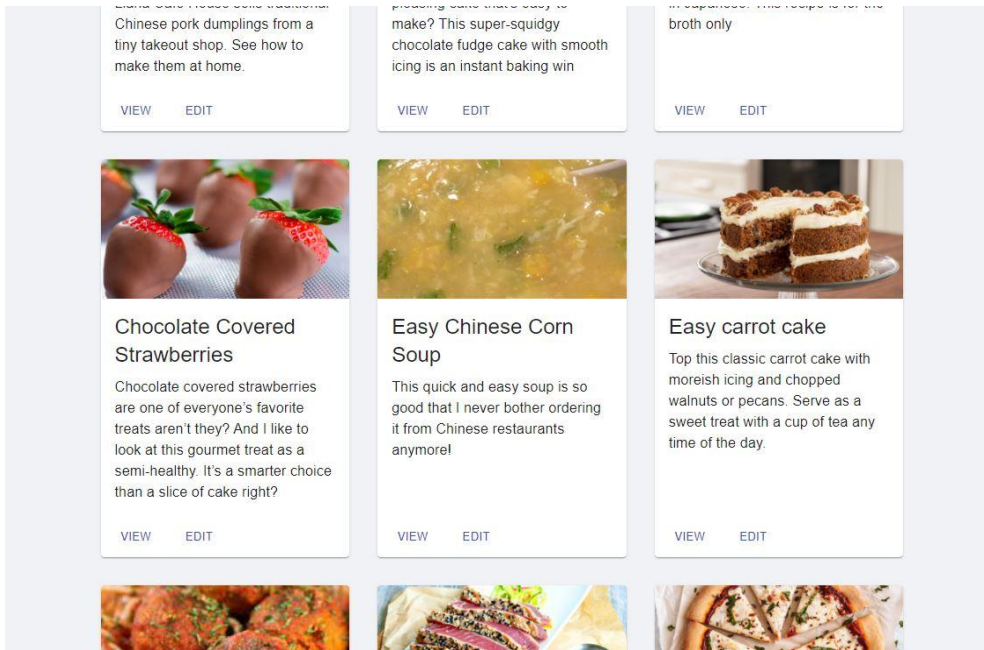 Chinese pork dumplings from a
tiny takeout shop. See how to
make them at home.
VIEW EDIT
make? This super-squidgy
chocolate fudge cake with smooth
icing is an instant baking win
VIEW EDIT
broth only
VIEW EDIT
Chocolate Covered
Strawberries
Chocolate covered strawberries
are one of everyone’s favorite
treats aren’t they? And I like to
look at this gourmet treat as a
semi-healthy. It’s a smarter choice
than a slice of cake right?
VIEW EDIT
Easy Chinese Corn
Soup
This quick and easy soup is so
good that I never bother ordering
it from Chinese restaurants
anymore!
VIEW EDIT
Easy carrot cake
Top this classic carrot cake with
moreish icing and chopped
walnuts or pecans. Serve as a
sweet treat with a cup of tea any
time of the day.
VIEW EDIT